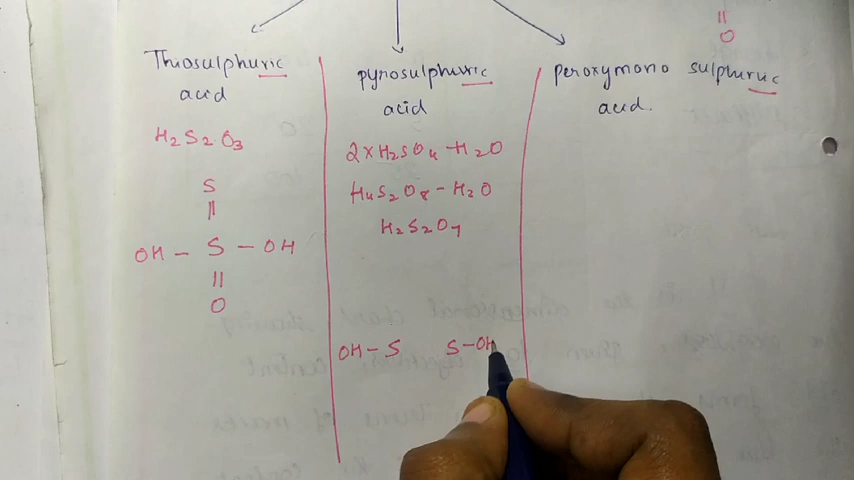 ||
O
Thiosulphuric
acid
H2S2O3
S
||
OH – S – OH
||
O
pyrosulphuric
acid
2×H2SO4 – H2O
H4S2O8 – H2O
H2S2O7
OH – S S – OH
peroxymono sulphuric
acid.